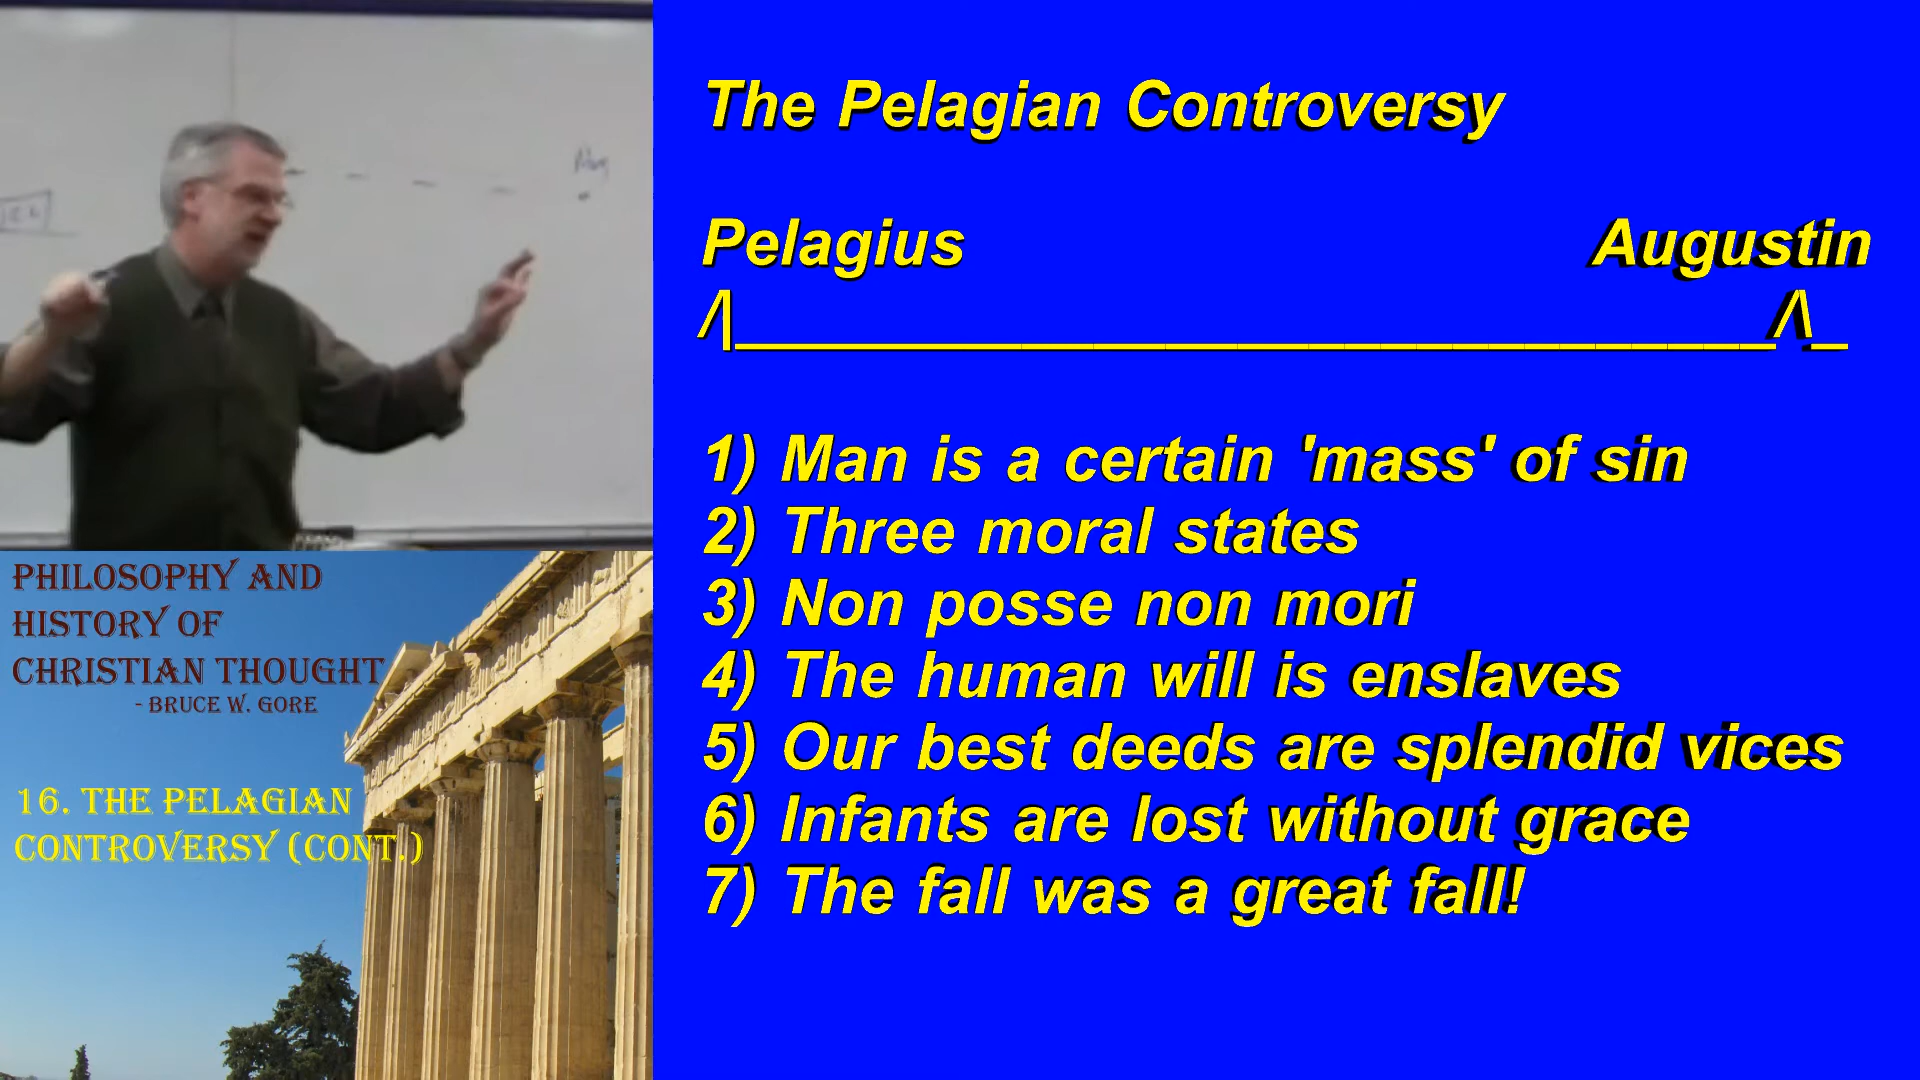 The Pelagian Controversy
Pelagius Augustin
/|_____________________________/\_
1) Man is a certain 'mass' of sin
2) Three moral states
3) Non posse non mori
4) The human will is enslaves
5) Our best deeds are splendid vices
6) Infants are lost without grace
7) The fall was a great fall!
PHILOSOPHY AND
HISTORY OF
CHRISTIAN THOUGHT
- BRUCE W. GORE
16. THE PELAGIAN
CONTROVERSY (CONT.)